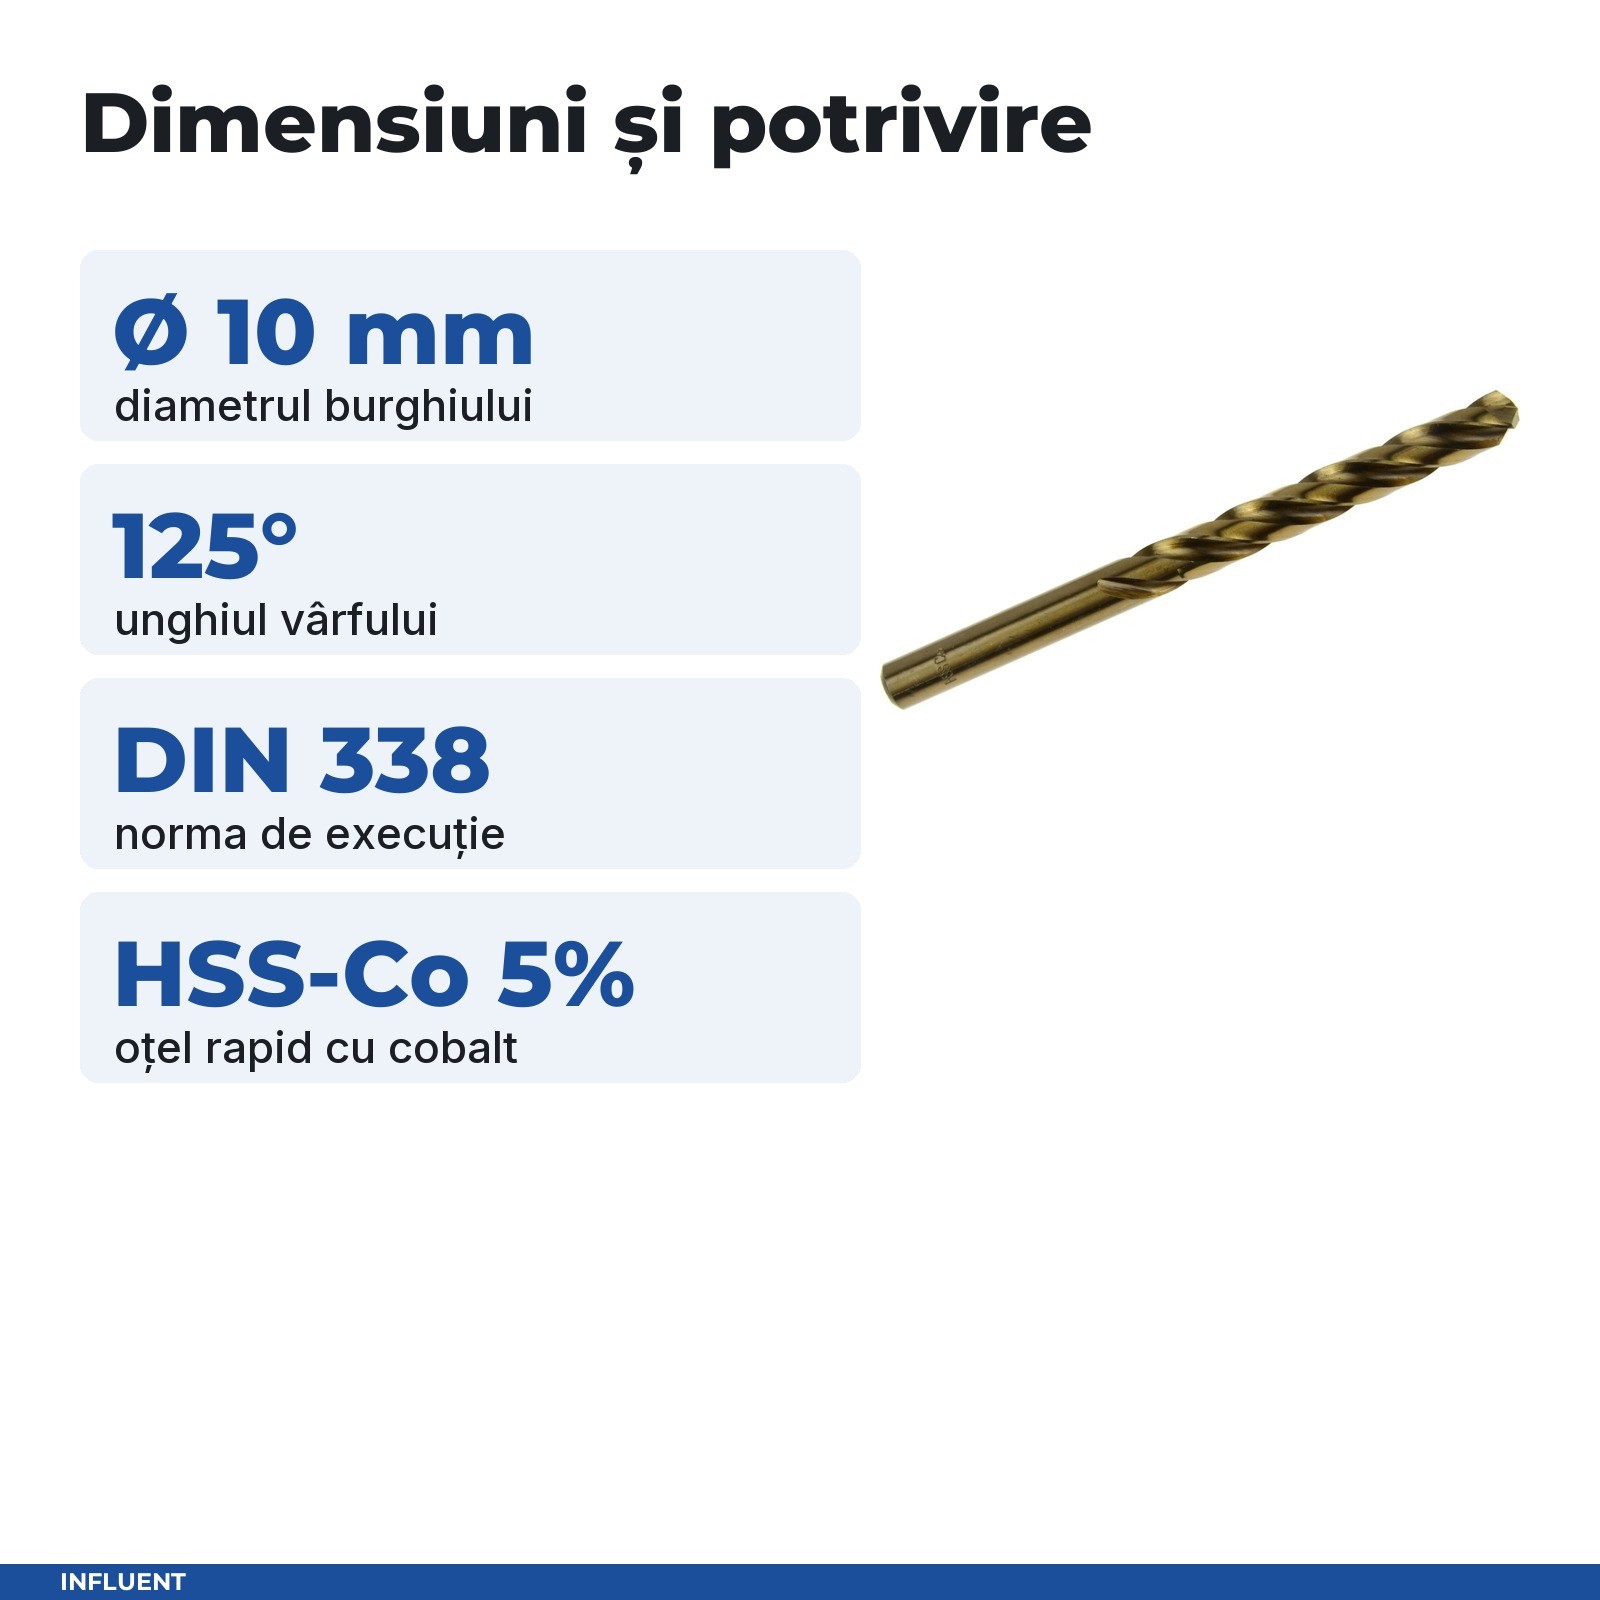 Dimensiuni și potrivire
Ø 10 mm
diametrul burghiului
125°
unghiul vârfului
DIN 338
norma de execuție
HSS-Co 5%
oțel rapid cu cobalt
INFLUENT